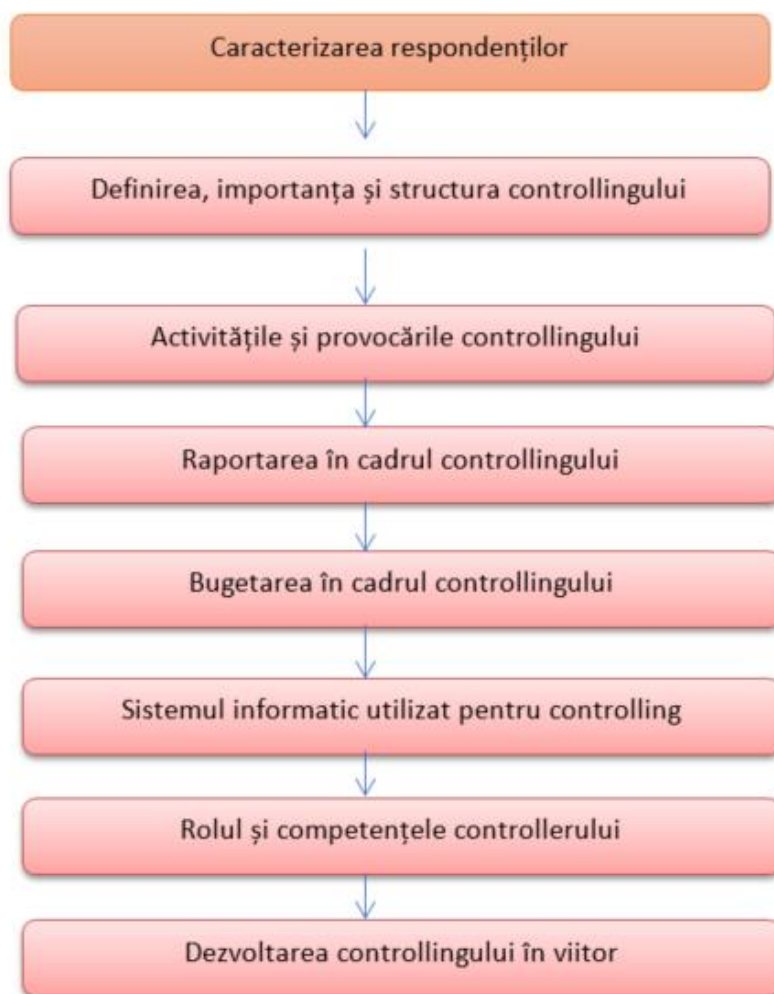 Caracterizarea respondenților
Definirea, importanța și structura controllingului
Activitățile și provocările controllingului
Raportarea în cadrul controllingului
Bugetarea în cadrul controllingului
Sistemul informatic utilizat pentru controlling
Rolul și competențele controllerului
Dezvoltarea controllingului în viitor